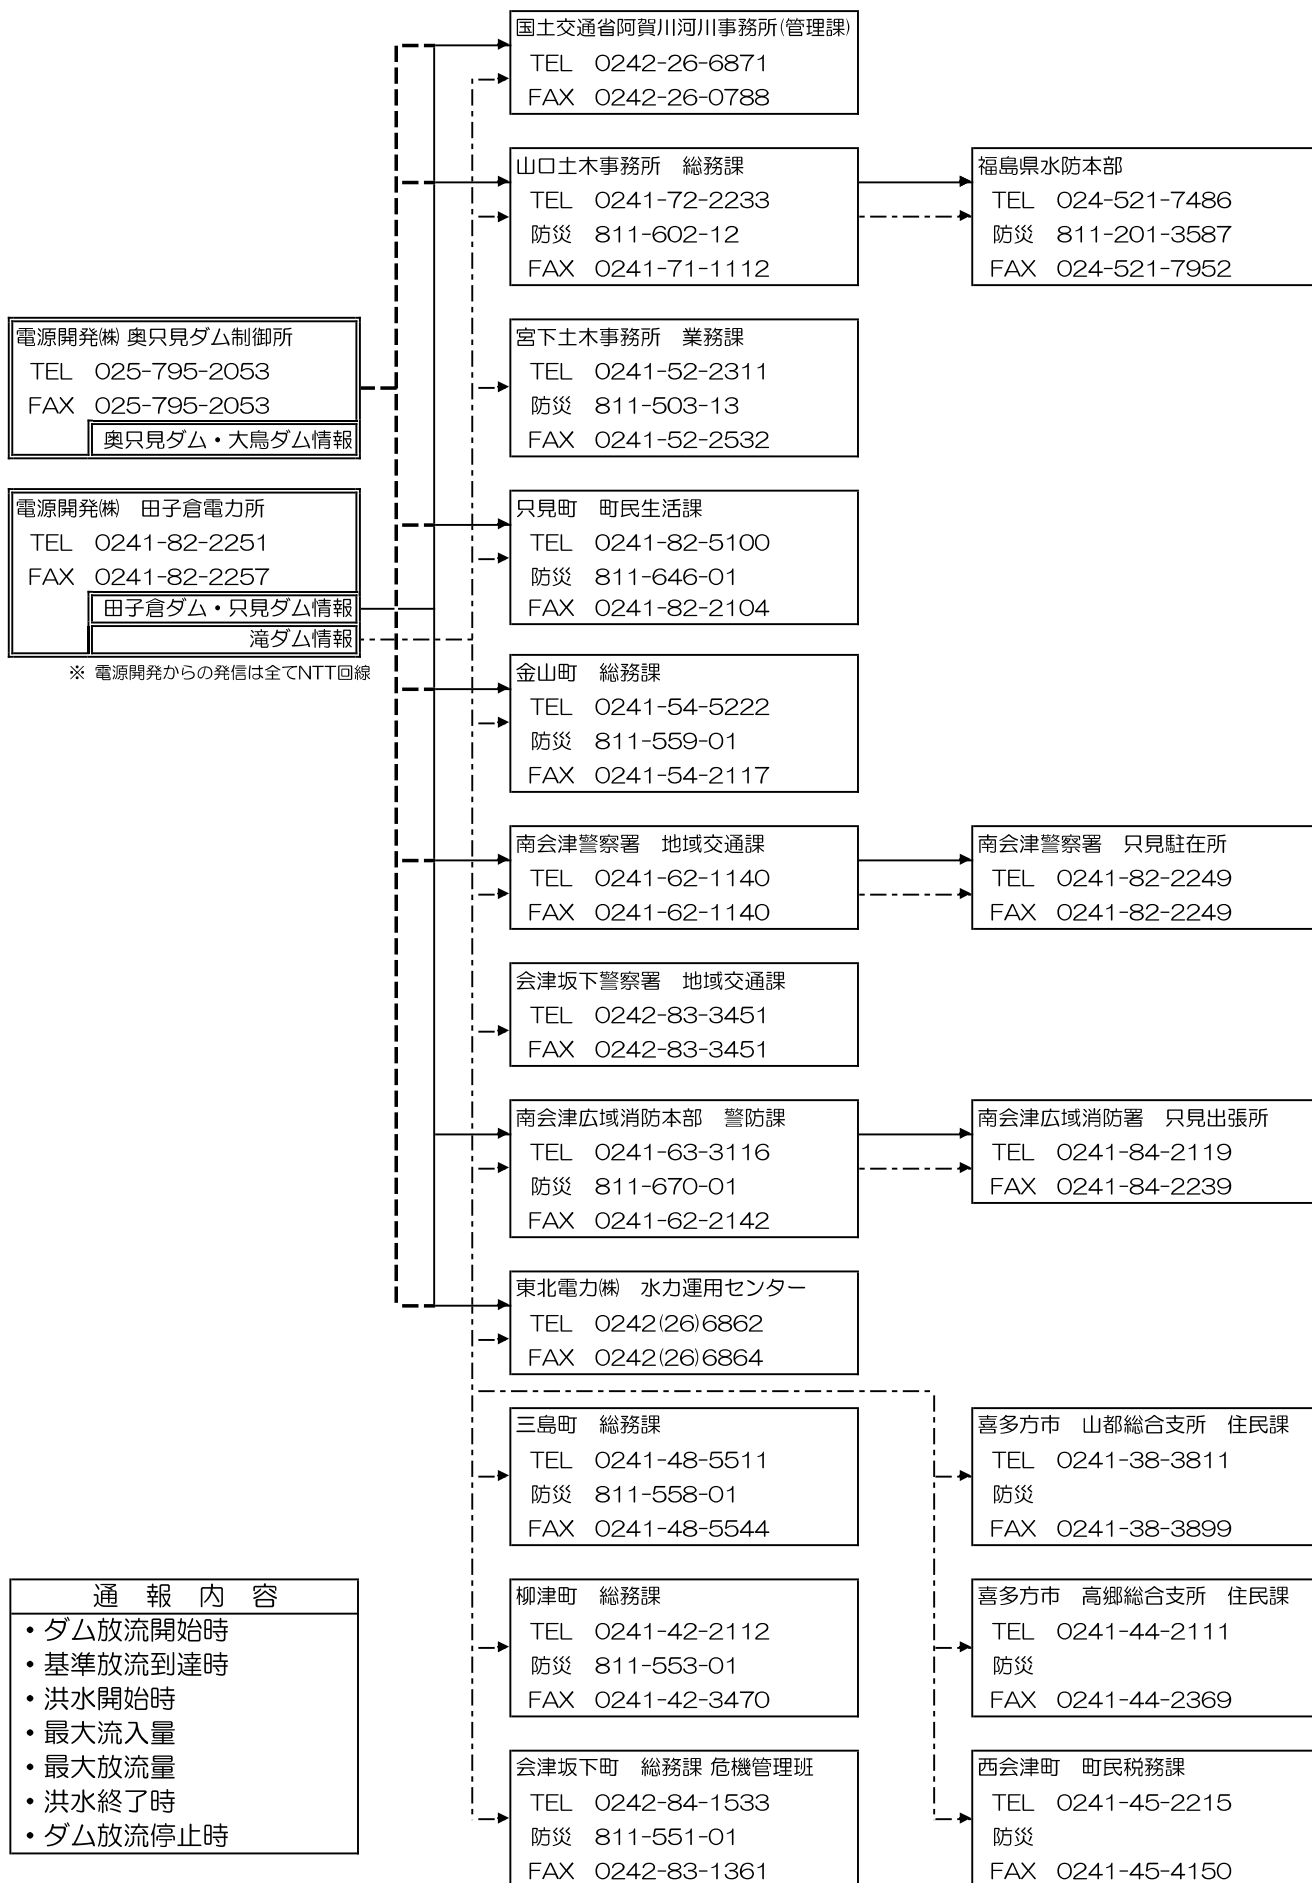 国土交通省阿賀川河川事務所(管理課)
TEL 0242-26-6871
FAX 0242-26-0788
山口土木事務所 総務課
TEL 0241-72-2233
防災 811-602-12
FAX 0241-71-1112
福島県水防本部
TEL 024-521-7486
防災 811-201-3587
FAX 024-521-7952
電源開発㈱ 奥只見ダム制御所
TEL 025-795-2053
FAX 025-795-2053
奥只見ダム・大鳥ダム情報
宮下土木事務所 業務課
TEL 0241-52-2311
防災 811-503-13
FAX 0241-52-2532
電源開発㈱ 田子倉電力所
TEL 0241-82-2251
FAX 0241-82-2257
田子倉ダム・只見ダム情報
滝ダム情報
※ 電源開発からの発信は全てNTT回線
只見町 町民生活課
TEL 0241-82-5100
防災 811-646-01
FAX 0241-82-2104
金山町 総務課
TEL 0241-54-5222
防災 811-559-01
FAX 0241-54-2117
南会津警察署 地域交通課
TEL 0241-62-1140
FAX 0241-62-1140
南会津警察署 只見駐在所
TEL 0241-82-2249
FAX 0241-82-2249
会津坂下警察署 地域交通課
TEL 0242-83-3451
FAX 0242-83-3451
南会津広域消防本部 警防課
TEL 0241-63-3116
防災 811-670-01
FAX 0241-62-2142
南会津広域消防署 只見出張所
TEL 0241-84-2119
FAX 0241-84-2239
東北電力㈱ 水力運用センター
TEL 0242(26)6862
FAX 0242(26)6864
三島町 総務課
TEL 0241-48-5511
防災 811-558-01
FAX 0241-48-5544
喜多方市 山都総合支所 住民課
TEL 0241-38-3811
防災
FAX 0241-38-3899
柳津町 総務課
TEL 0241-42-2112
防災 811-553-01
FAX 0241-42-3470
喜多方市 高郷総合支所 住民課
TEL 0241-44-2111
防災
FAX 0241-44-2369
会津坂下町 総務課 危機管理班
TEL 0242-84-1533
防災 811-551-01
FAX 0242-83-1361
西会津町 町民税務課
TEL 0241-45-2215
防災
FAX 0241-45-4150
通 報 内 容
・ダム放流開始時
・基準放流到達時
・洪水開始時
・最大流入量
・最大放流量
・洪水終了時
・ダム放流停止時